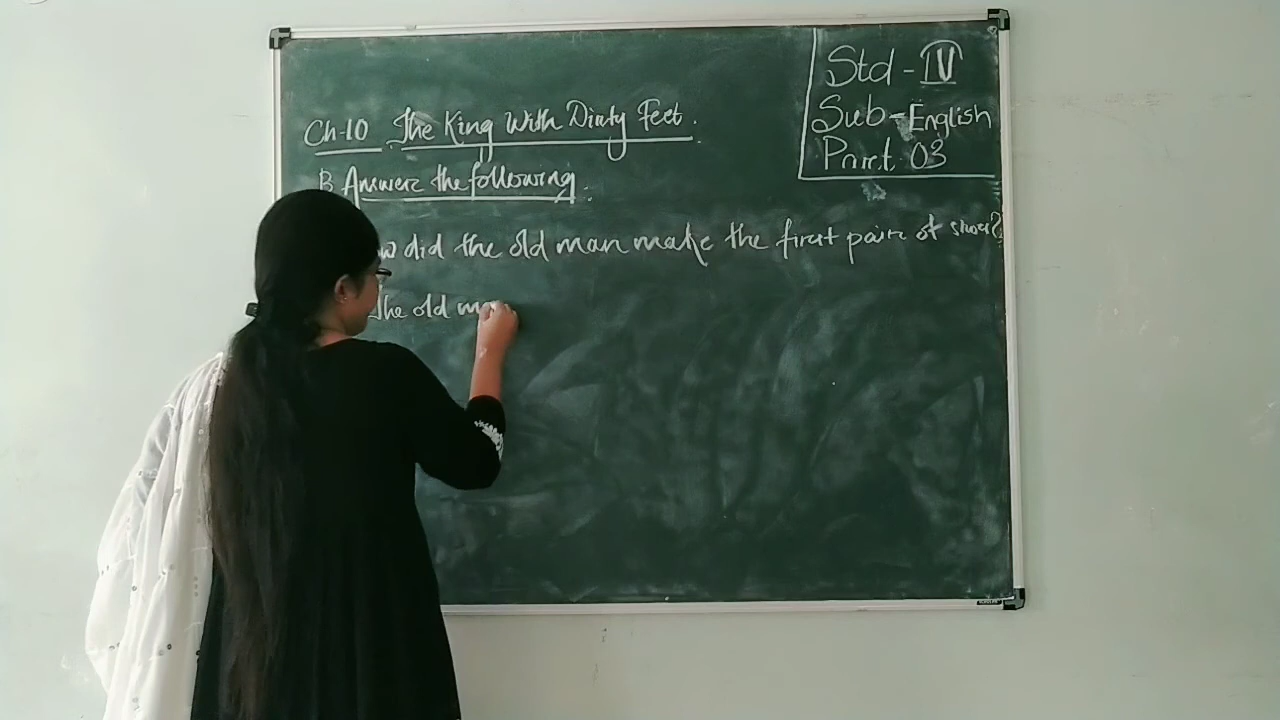 Std - IV
Sub - English
Part 03
Ch-10 The King With Dirty Feet.
B Answer the following.
did the old man make the first pair of shoes?
The old